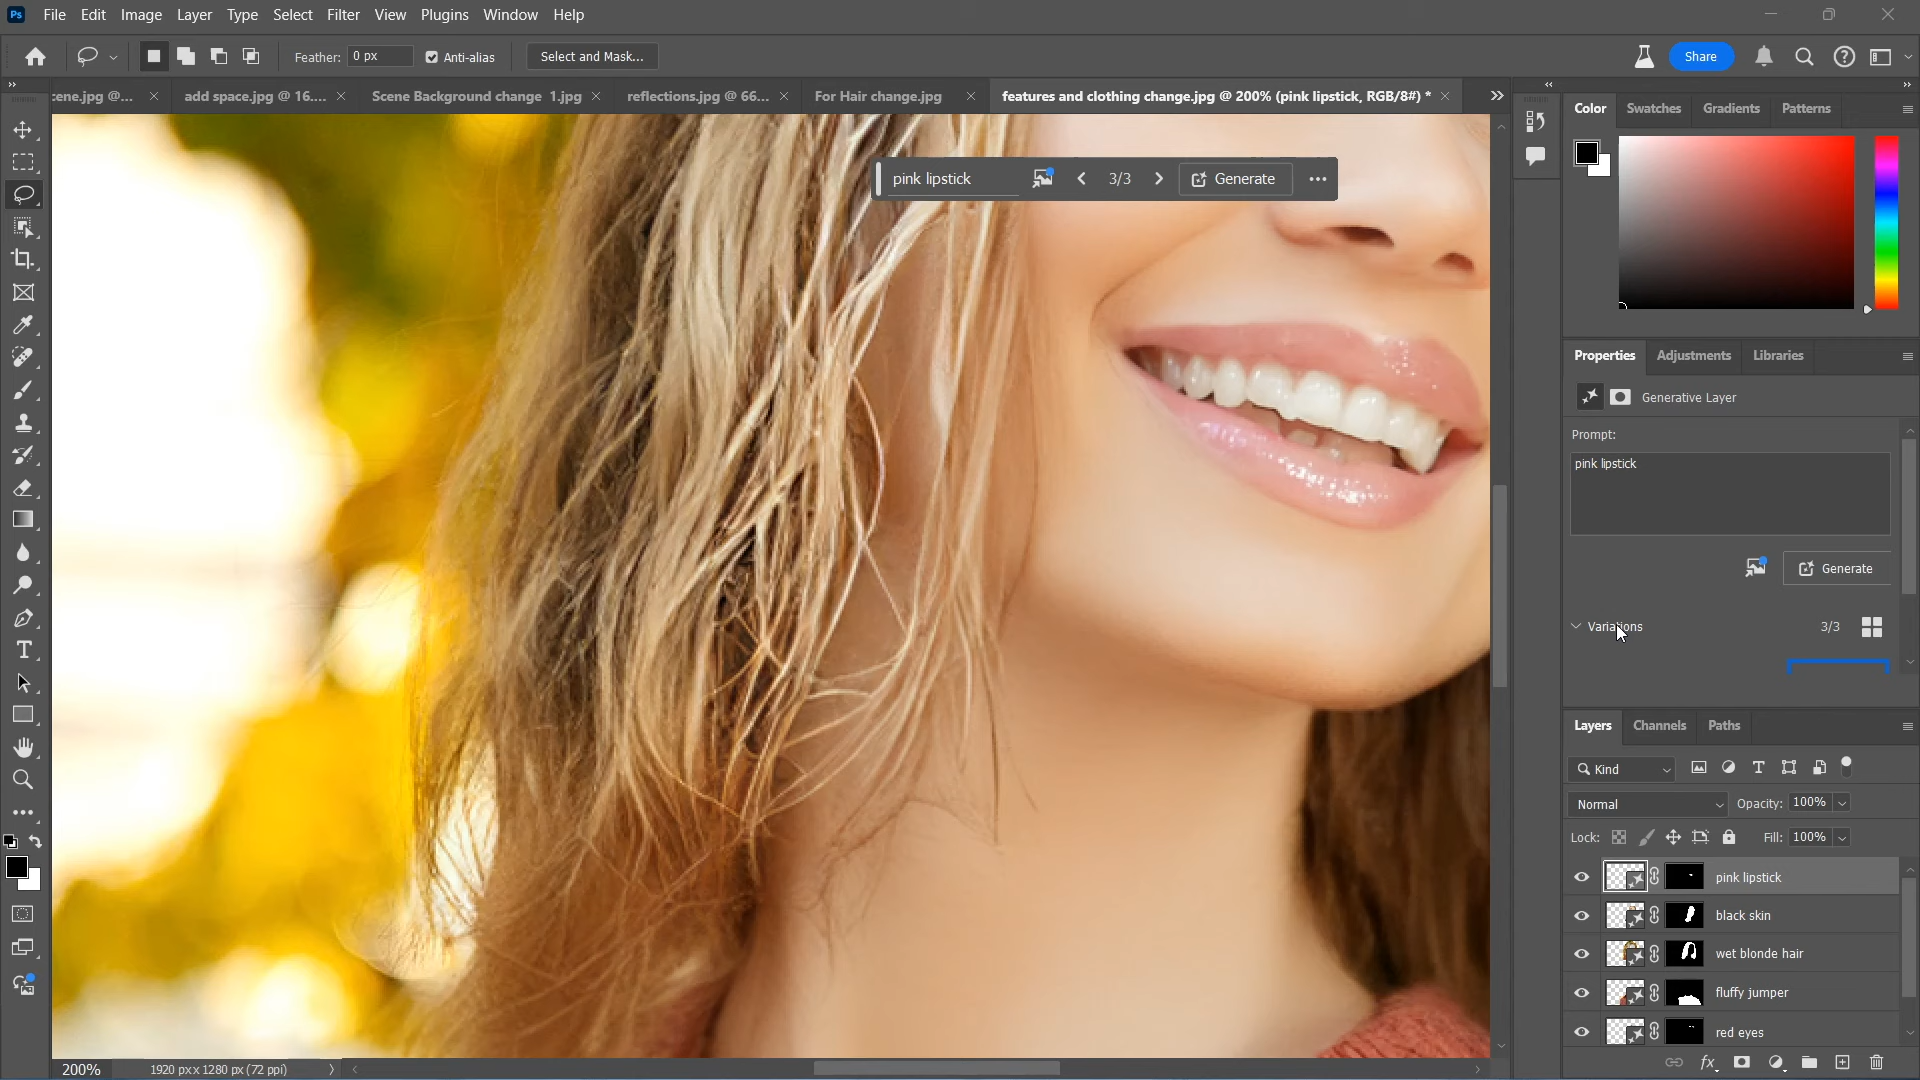 Ps File Edit Image Layer Type Select Filter View Plugins Window Help
Feather: 0 px Anti-alias Select and Mask... Share
cene.jpg @... add space.jpg @ 16.... Scene Background change 1.jpg reflections.jpg @ 66... For Hair change.jpg features and clothing change.jpg @ 200% (pink lipstick, RGB/8#) *
Color Swatches Gradients Patterns
pink lipstick 3/3 Generate
Properties Adjustments Libraries
Generative Layer
Prompt:
pink lipstick
Generate
Variations 3/3
Layers Channels Paths
Kind
Normal Opacity: 100%
Lock: Fill: 100%
pink lipstick
black skin
wet blonde hair
fluffy jumper
red eyes
fx
200% 1920 px x 1280 px (72 ppi)